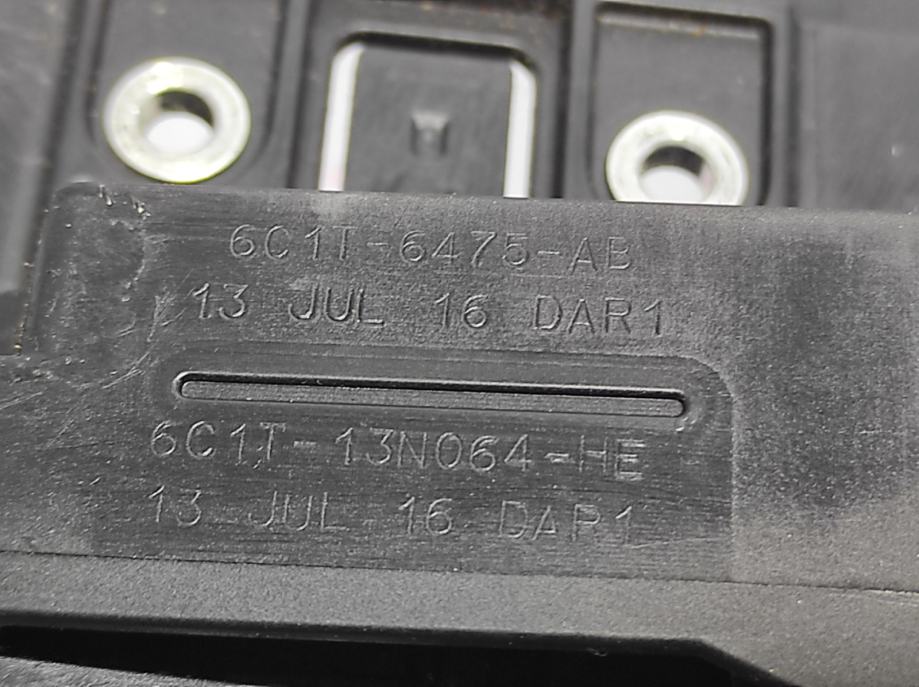 6C1T-6475-AB
13 JUL 16 DAR1
6C1T-13N064-HE
13 JUL 16 DAR1